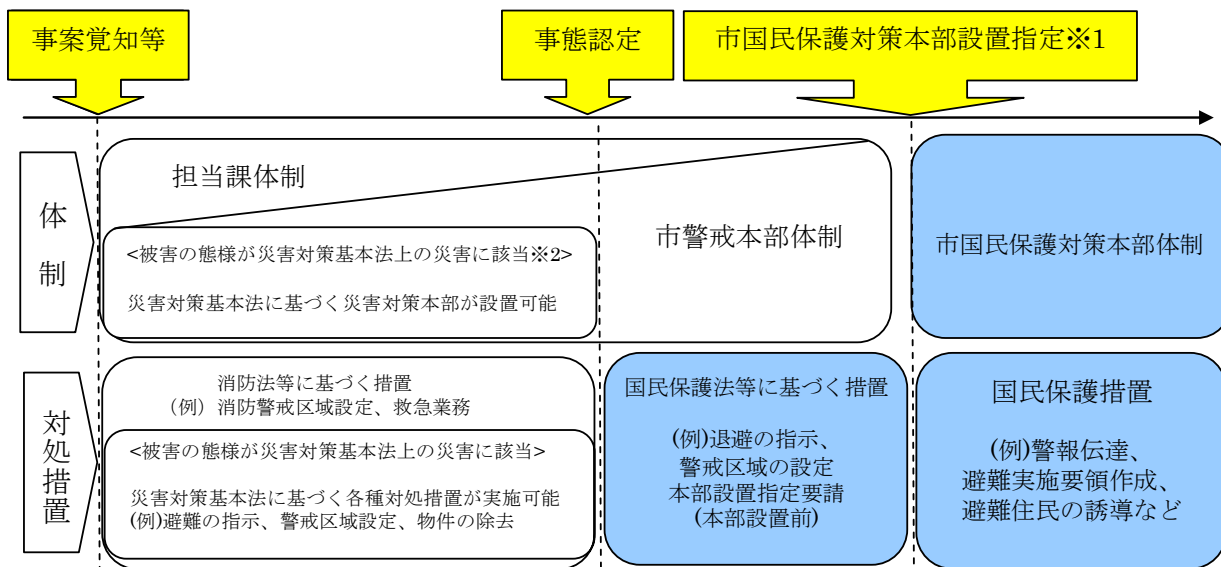 事案覚知等
事態認定
市国民保護対策本部設置指定※1
体
制
担当課体制
<被害の態様が災害対策基本法上の災害に該当※2>
災害対策基本法に基づく災害対策本部が設置可能
市警戒本部体制
市国民保護対策本部体制
対処措置
消防法等に基づく措置
(例) 消防警戒区域設定、救急業務
<被害の態様が災害対策基本法上の災害に該当>
災害対策基本法に基づく各種対処措置が実施可能
(例)避難の指示、警戒区域設定、物件の除去
国民保護法等に基づく措置
(例)退避の指示、
警戒区域の設定
本部設置指定要請
(本部設置前)
国民保護措置
(例)警報伝達、
避難実施要領作成、
避難住民の誘導など